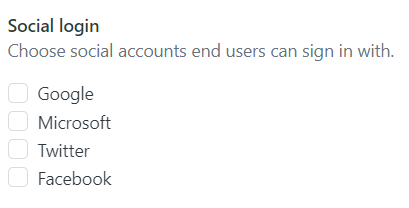 Social login
Choose social accounts end users can sign in with.
Google
Microsoft
Twitter
Facebook